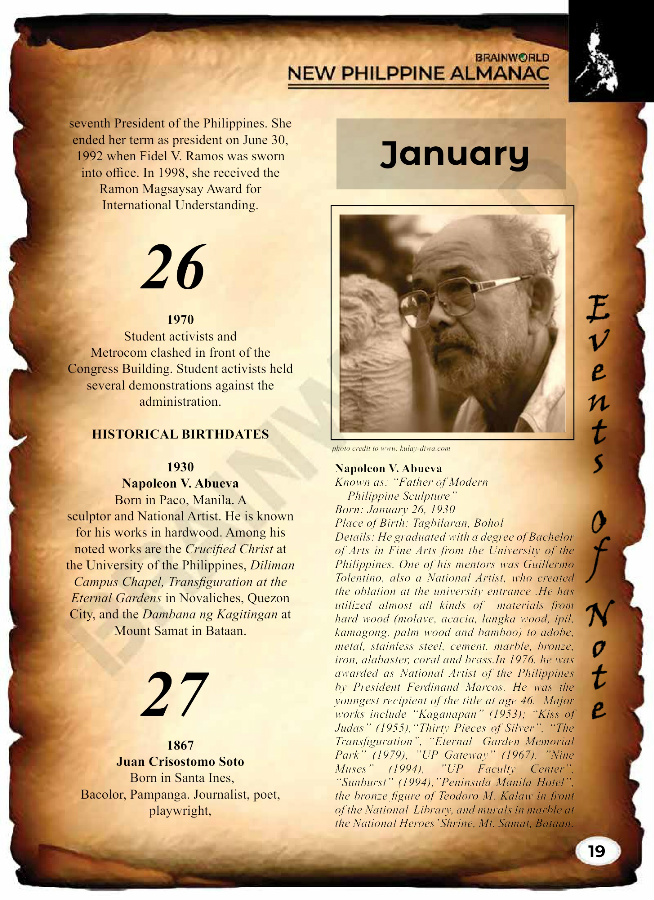 BRAINWORLD
NEW PHILPPINE ALMANAC
seventh President of the Philippines. She
ended her term as president on June 30,
1992 when Fidel V. Ramos was sworn
into office. In 1998, she received the
Ramon Magsaysay Award for
International Understanding.
26
1970
Student activists and
Metrocom clashed in front of the
Congress Building. Student activists held
several demonstrations against the
administration.
HISTORICAL BIRTHDATES
1930
Napoleon V. Abueva
Born in Paco, Manila. A
sculptor and National Artist. He is known
for his works in hardwood. Among his
noted works are the Crucified Christ at
the University of the Philippines, Diliman
Campus Chapel, Transfiguration at the
Eternal Gardens in Novaliches, Quezon
City, and the Dambana ng Kagitingan at
Mount Samat in Bataan.
27
1867
Juan Crisostomo Soto
Born in Santa Ines,
Bacolor, Pampanga. Journalist, poet,
playwright,
January
photo credit to www. kulay-diwa.com
Napoleon V. Abueva
Known as: "Father of Modern
Philippine Sculpture"
Born: January 26, 1930
Place of Birth: Tagbilaran, Bohol
Details: He graduated with a degree of Bachelor
of Arts in Fine Arts from the University of the
Philippines. One of his mentors was Guillermo
Tolentino, also a National Artist, who created
the oblation at the university entrance .He has
utilized almost all kinds of materials from
hard wood (molave, acacia, langka wood, ipil,
kamagong, palm wood and bamboo) to adobe,
metal, stainless steel, cement, marble, bronze,
iron, alabaster, coral and brass.In 1976, he was
awarded as National Artist of the Philippines
by President Ferdinand Marcos. He was the
youngest recipient of the title at age 46. Major
works include "Kaganapan" (1953); "Kiss of
Judas" (1955),"Thirty Pieces of Silver", "The
Transfiguration", "Eternal Garden Memorial
Park" (1979), "UP Gateway" (1967), "Nine
Muses" (1994), "UP Faculty Center",
"Sunburst" (1994),"Peninsula Manila Hotel",
the bronze figure of Teodoro M. Kalaw in front
of the National Library, and murals in marble at
the National Heroes' Shrine, Mt. Samat, Bataan.
Events of Note
19